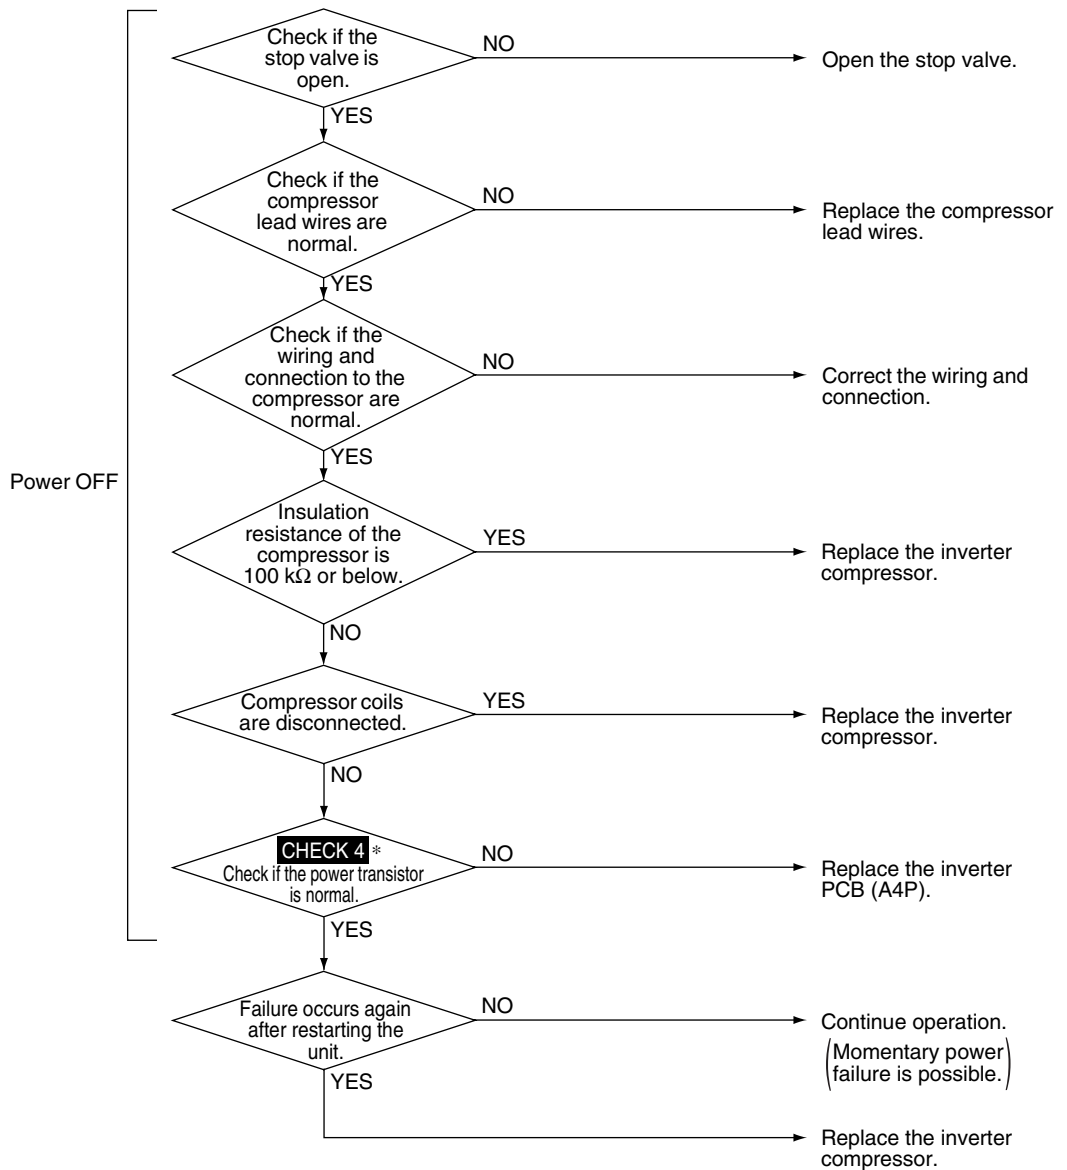 Check if the
stop valve is
open.
NO
Open the stop valve.
YES
Check if the
compressor
lead wires are
normal.
NO
Replace the compressor
lead wires.
YES
Check if the
wiring and
connection to the
compressor are
normal.
NO
Correct the wiring and
connection.
YES
Power OFF
Insulation
resistance of the
compressor is
100 kΩ or below.
YES
Replace the inverter
compressor.
NO
Compressor coils
are disconnected.
YES
Replace the inverter
compressor.
NO
CHECK 4 *
Check if the power transistor
is normal.
NO
Replace the inverter
PCB (A4P).
YES
Failure occurs again
after restarting the
unit.
NO
Continue operation.
(Momentary power
failure is possible.)
YES
Replace the inverter
compressor.